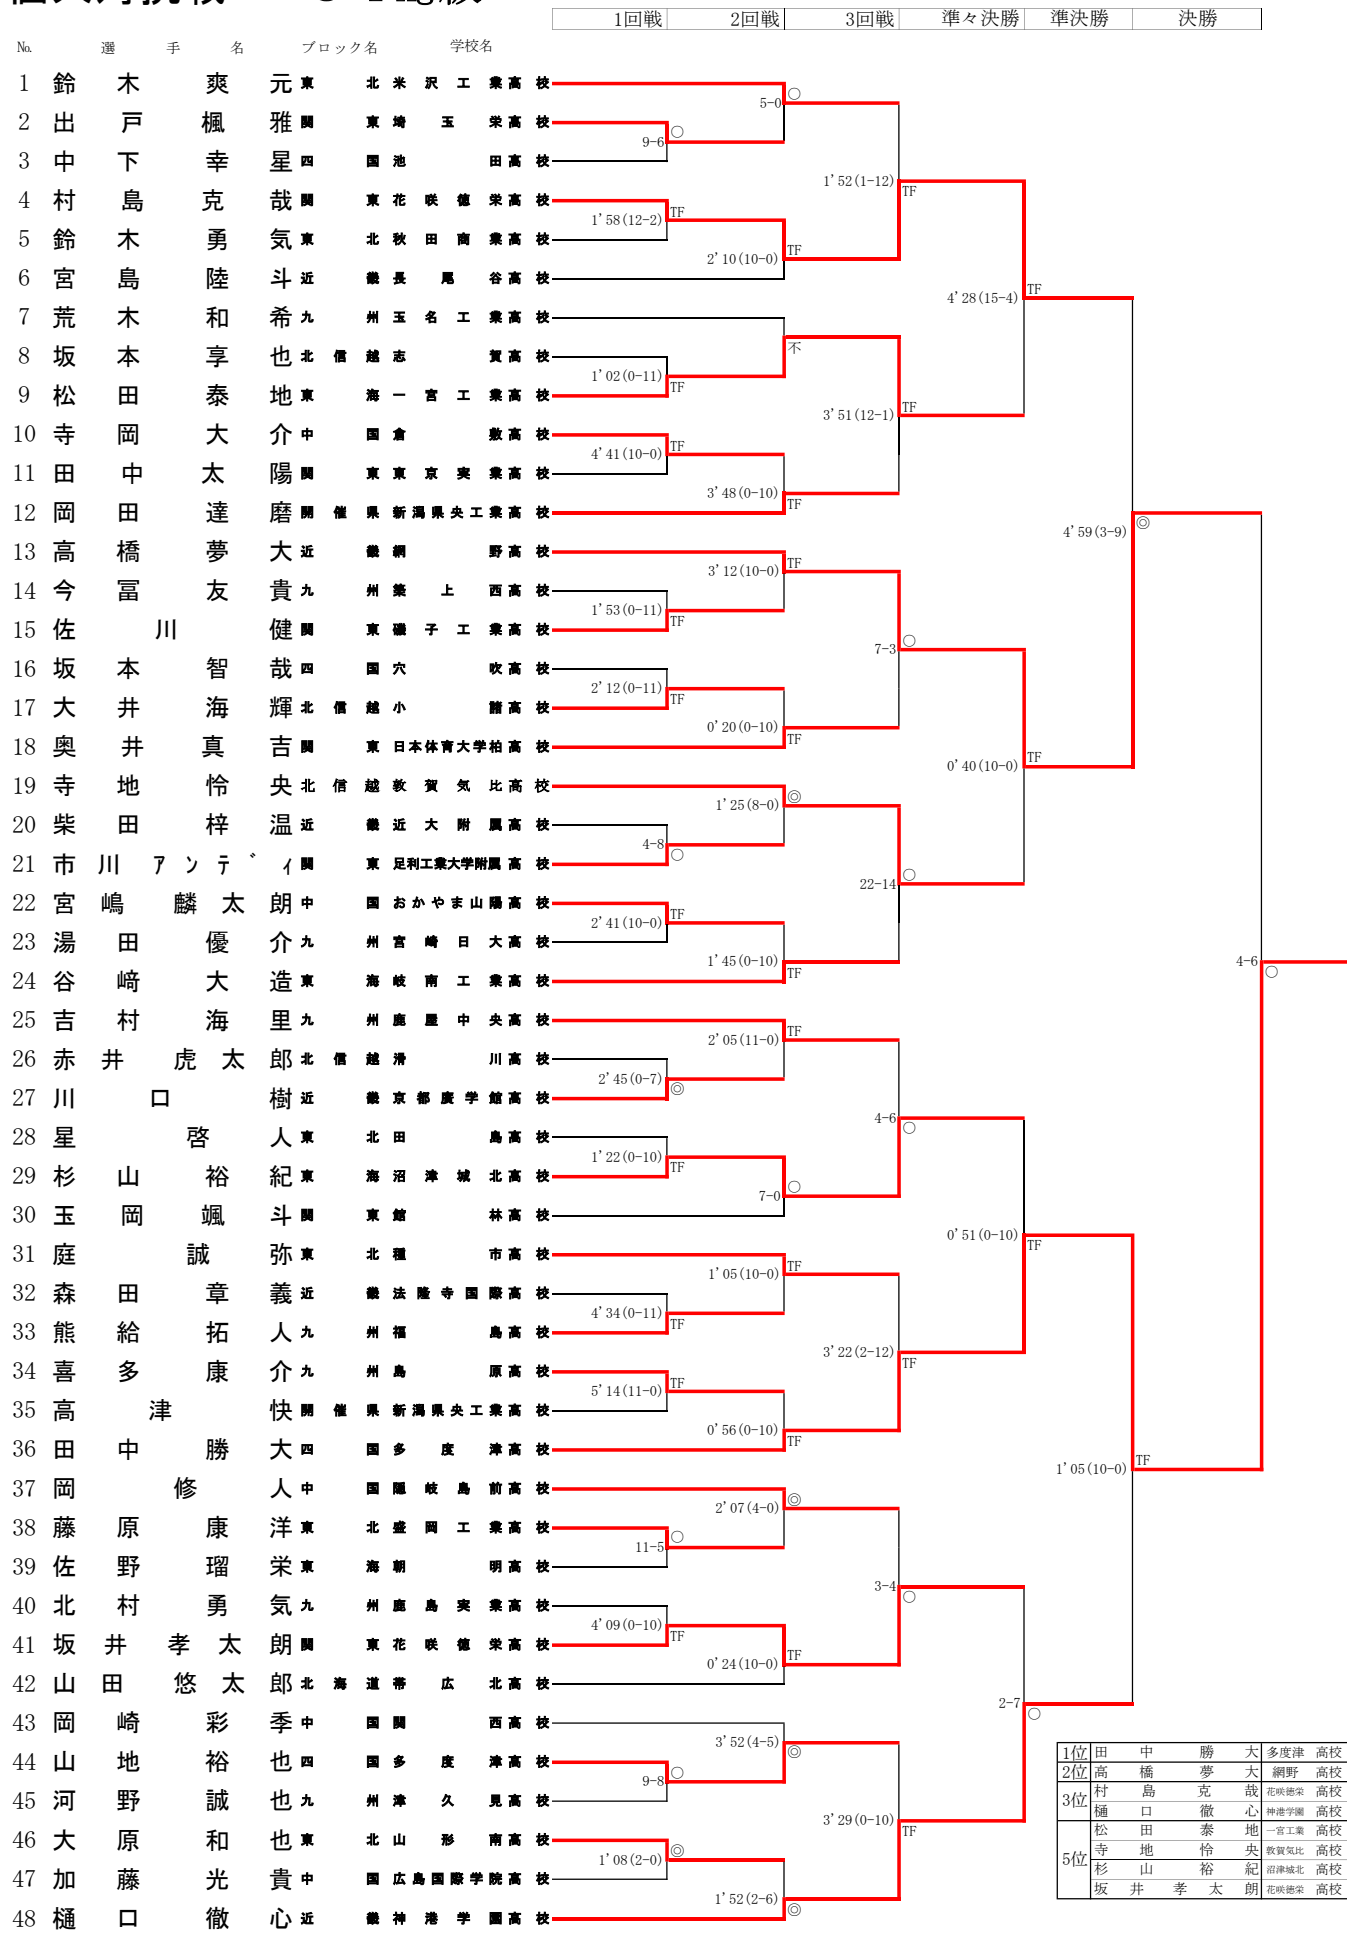 1回戦 2回戦 3回戦 準々決勝 準決勝 決勝
№ 選手名 ブロック名 学校名
1 鈴木爽元 東北 米沢工業高校
2 出戸楓雅 関東 埼玉栄高校
3 中下幸星 四国 池田高校
4 村島克哉 関東 花咲徳栄高校
5 鈴木勇気 東北 秋田商業高校
6 宮島陸斗 近畿 長尾谷高校
7 荒木和希 九州 玉名工業高校
8 坂本享也 北信越 志賀高校
9 松田泰地 東海 一宮工業高校
10 寺岡大介 中国 倉敷高校
11 田中太陽 関東 東京実業高校
12 岡田達磨 開催県 新潟県央工業高校
13 高橋夢大 近畿 網野高校
14 今冨友貴 九州 築上西高校
15 佐川健 関東 磯子工業高校
16 坂本智哉 四国 穴吹高校
17 大井海輝 北信越 小諸高校
18 奥井真吉 関東 日本体育大学柏高校
19 寺地怜央 北信越 敦賀気比高校
20 柴田梓温 近畿 近大附属高校
21 市川アンディ 関東 足利工業大学附属高校
22 宮嶋麟太朗 中国 おかやま山陽高校
23 湯田優介 九州 宮崎日大高校
24 谷﨑大造 東海 岐南工業高校
25 吉村海里 九州 鹿屋中央高校
26 赤井虎太郎 北信越 滑川高校
27 川口樹 近畿 京都廣学館高校
28 星啓人 東北 田島高校
29 杉山裕紀 東海 沼津城北高校
30 玉岡颯斗 関東 館林高校
31 庭誠弥 東北 種市高校
32 森田章義 近畿 法隆寺国際高校
33 熊給拓人 九州 福島高校
34 喜多康介 九州 島原高校
35 高津快 開催県 新潟県央工業高校
36 田中勝大 四国 多度津高校
37 岡修人 中国 隠岐島前高校
38 藤原康洋 東北 盛岡工業高校
39 佐野瑠栄 東海 朝明高校
40 北村勇気 九州 鹿島実業高校
41 坂井孝太朗 関東 花咲徳栄高校
42 山田悠太郎 北海道 帯広北高校
43 岡崎彩季 中国 関西高校
44 山地裕也 四国 多度津高校
45 河野誠也 九州 津久見高校
46 大原和也 東北 山形南高校
47 加藤光貴 中国 広島国際学院高校
48 樋口徹心 近畿 神港学園高校
9-6 ○
1'58(12-2) TF
1'02(0-11) TF
4'41(10-0) TF
1'53(0-11) TF
2'12(0-11) TF
4-8 ○
2'41(10-0) TF
2'45(0-7) ◎
1'22(0-10) TF
4'34(0-11) TF
5'14(11-0) TF
11-5 ○
4'09(0-10) TF
9-8 ○
1'08(2-0) ◎
5-0 ○
2'10(10-0) TF
不
3'48(0-10) TF
3'12(10-0) TF
0'20(0-10) TF
1'25(8-0) ◎
1'45(0-10) TF
2'05(11-0) TF
7-0 ○
1'05(10-0) TF
0'56(0-10) TF
2'07(4-0) ◎
0'24(10-0) TF
3'52(4-5) ◎
1'52(2-6) ◎
1'52(1-12) TF
3'51(12-1) TF
7-3 ○
22-14 ○
4-6 ○
3'22(2-12) TF
3-4 ○
3'29(0-10) TF
4'28(15-4) TF
0'40(10-0) TF
0'51(0-10) TF
2-7 ○
4'59(3-9) ◎
1'05(10-0) TF
4-6 ○
1位 田中勝大 多度津 高校
2位 高橋夢大 網野 高校
3位 村島克哉 花咲徳栄 高校
樋口徹心 神港学園 高校
5位 松田泰地 一宮工業 高校
寺地怜央 敦賀気比 高校
杉山裕紀 沼津城北 高校
坂井孝太朗 花咲徳栄 高校